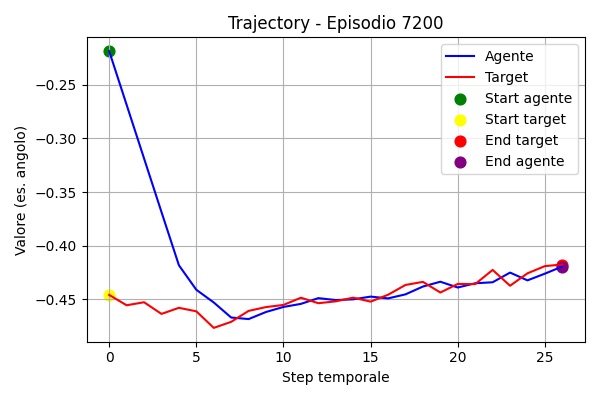 Trajectory - Episodio 7200
Agente
Target
Start agente
Start target
End target
End agente
Valore (es. angolo)
−0.25
−0.30
−0.35
−0.40
−0.45
0 5 10 15 20 25
Step temporale